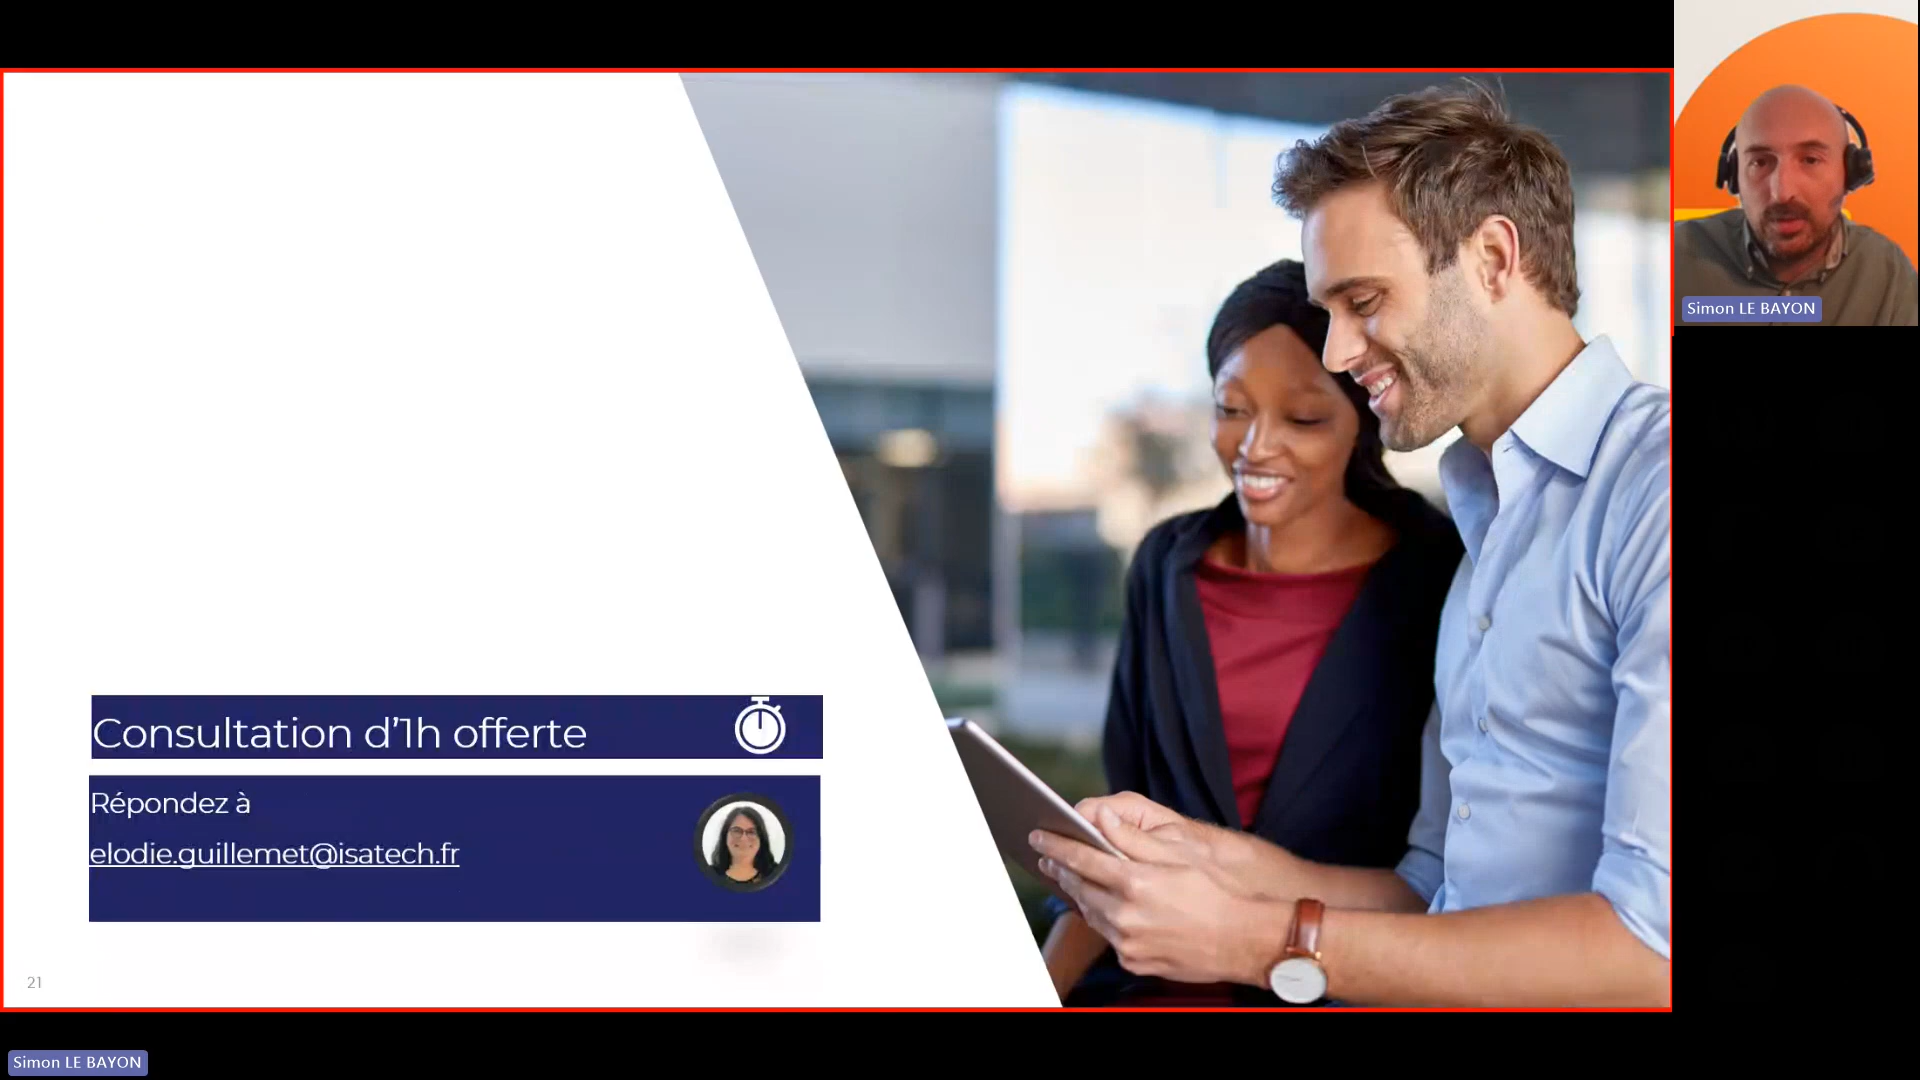 Simon LE BAYON
Consultation d'1h offerte
Répondez à
elodie.guillemet@isatech.fr
21
Simon LE BAYON